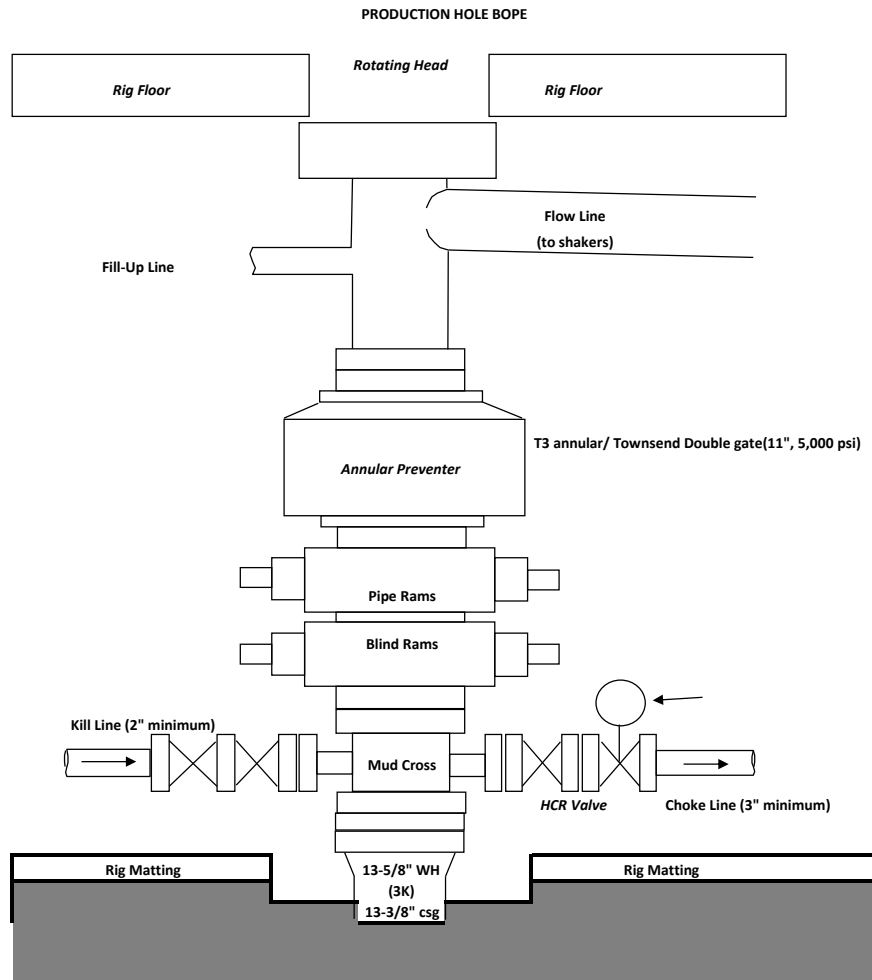 PRODUCTION HOLE BOPE
Rotating Head
Rig Floor
Rig Floor
Flow Line
(to shakers)
Fill-Up Line
T3 annular/ Townsend Double gate(11", 5,000 psi)
Annular Preventer
Pipe Rams
Blind Rams
Kill Line (2" minimum)
Mud Cross
HCR Valve
Choke Line (3" minimum)
Rig Matting
13-5/8" WH
(3K)
13-3/8" csg
Rig Matting